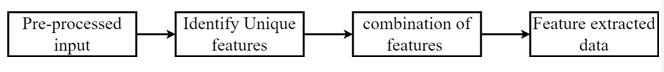 Pre-processed
input
Identify Unique
features
combination of
features
Feature extracted
data